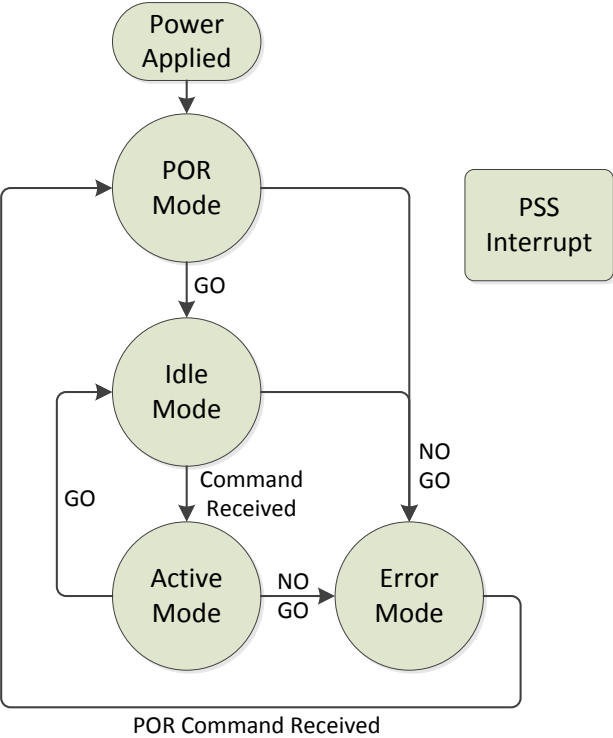 Power
Applied
POR
Mode
PSS
Interrupt
GO
Idle
Mode
NO
GO
Command
Received
GO
Active
Mode
NO
GO
Error
Mode
POR Command Received